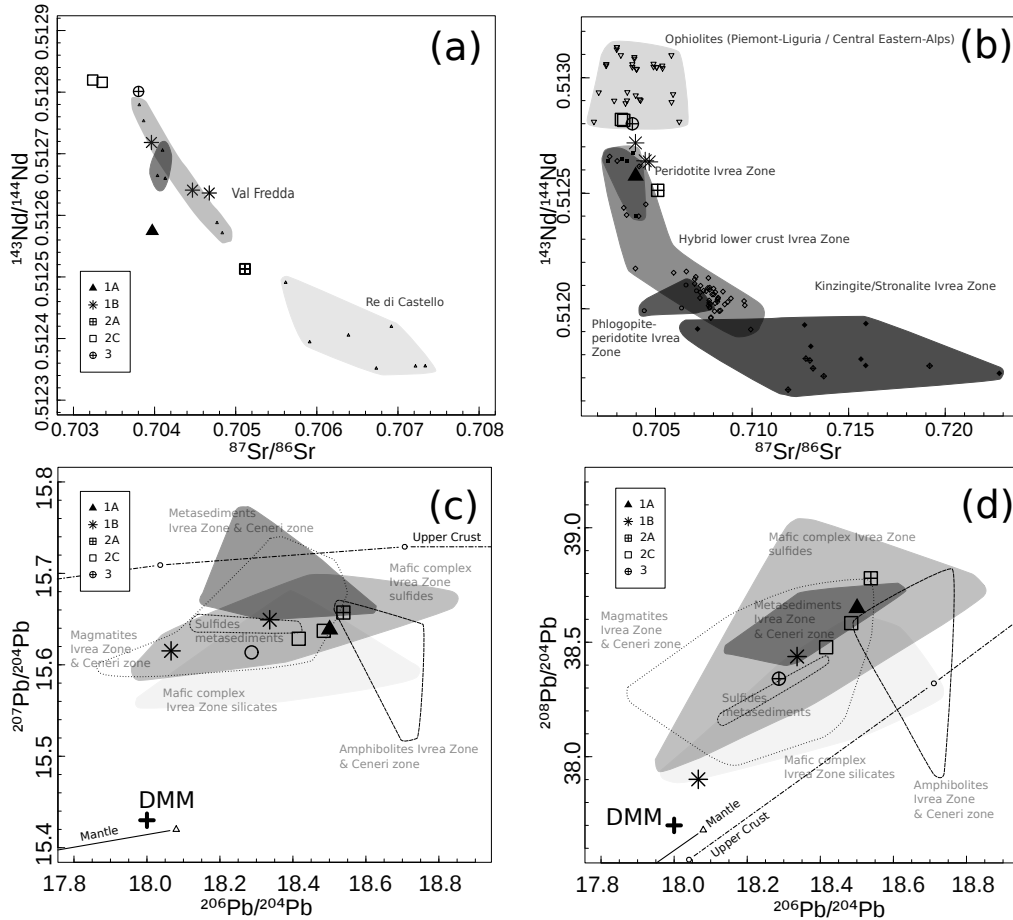 (a)
0.5129
0.5128
0.5127
0.5126
0.5125
0.5124
0.5123
143Nd/144Nd
Val Fredda
Re di Castello
1A
1B
2A
2C
3
0.703
0.704
0.705
0.706
0.707
0.708
87Sr/86Sr
(b)
Ophiolites (Piemont-Liguria / Central Eastern-Alps)
0.5130
0.5125
0.5120
143Nd/144Nd
Peridotite Ivrea Zone
Hybrid lower crust Ivrea Zone
Kinzingite/Stronalite Ivrea Zone
Phlogopite-
peridotite Ivrea
Zone
0.705
0.710
0.715
0.720
87Sr/86Sr
(c)
15.8
15.7
15.6
15.5
15.4
207Pb/204Pb
1A
1B
2A
2C
3
Metasediments
Ivrea Zone & Ceneri zone
Upper Crust
Mafic complex
Ivrea Zone
sulfides
Sulfides
metasediments
Magmatites
Ivrea Zone
& Ceneri zone
Mafic complex
Ivrea Zone silicates
Amphibolites Ivrea Zone
& Ceneri zone
DMM
Mantle
17.8
18.0
18.2
18.4
18.6
18.8
206Pb/204Pb
(d)
39.0
38.5
38.0
208Pb/204Pb
1A
1B
2A
2C
3
Mafic complex Ivrea Zone
sulfides
Metasediments
Ivrea Zone
& Ceneri zone
Magmatites
Ivrea Zone
& Ceneri zone
Sulfides
metasediments
Mafic complex
Ivrea Zone silicates
Amphibolites
Ivrea Zone
& Ceneri zone
DMM
Mantle
Upper Crust
17.8
18.0
18.2
18.4
18.6
18.8
206Pb/204Pb